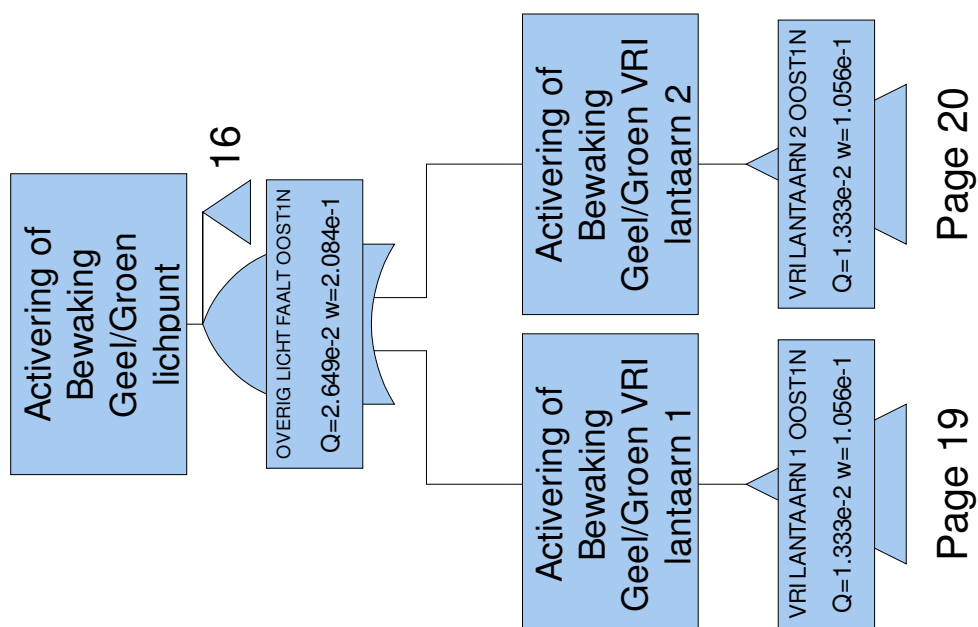 Activering of
Bewaking
Geel/Groen
lichpunt
16
OVERIG LICHT FAALT OOST1N
Q=2.649e-2 w=2.084e-1
Activering of
Bewaking
Geel/Groen VRI
lantaarn 1
VRI LANTAARN 1 OOST1N
Q=1.333e-2 w=1.056e-1
Page 19
Activering of
Bewaking
Geel/Groen VRI
lantaarn 2
VRI LANTAARN 2 OOST1N
Q=1.333e-2 w=1.056e-1
Page 20